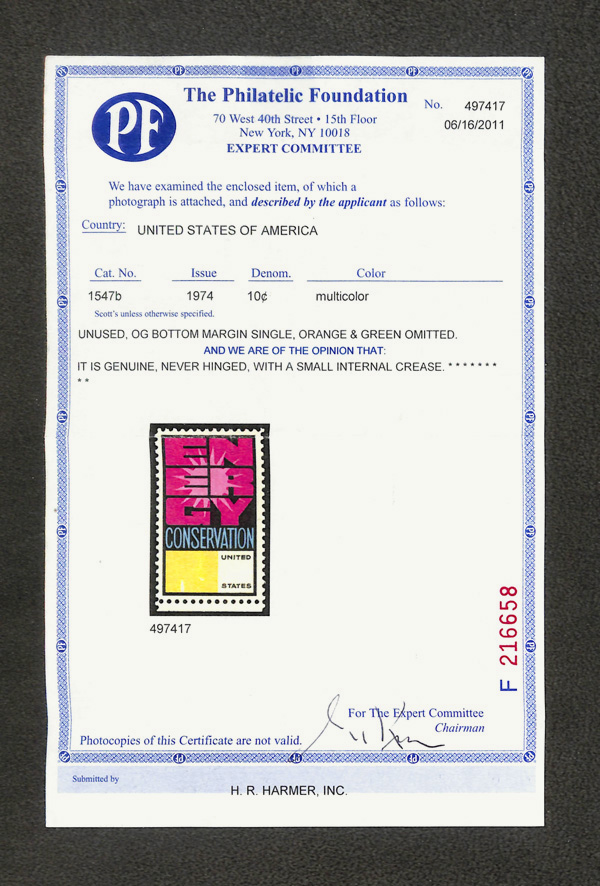 PF
The Philatelic Foundation
70 West 40th Street • 15th Floor
New York, NY 10018
EXPERT COMMITTEE
No. 497417
06/16/2011
We have examined the enclosed item, of which a
photograph is attached, and described by the applicant as follows:
Country: UNITED STATES OF AMERICA
Cat. No. Issue Denom. Color
1547b 1974 10¢ multicolor
Scott's unless otherwise specified.
UNUSED, OG BOTTOM MARGIN SINGLE, ORANGE & GREEN OMITTED.
AND WE ARE OF THE OPINION THAT:
IT IS GENUINE, NEVER HINGED, WITH A SMALL INTERNAL CREASE. * * * * * * *
* *
EN
ER
GY
CONSERVATION
UNITED
STATES
497417
F 216658
For The Expert Committee
Chairman
Photocopies of this Certificate are not valid.
Submitted by
H. R. HARMER, INC.